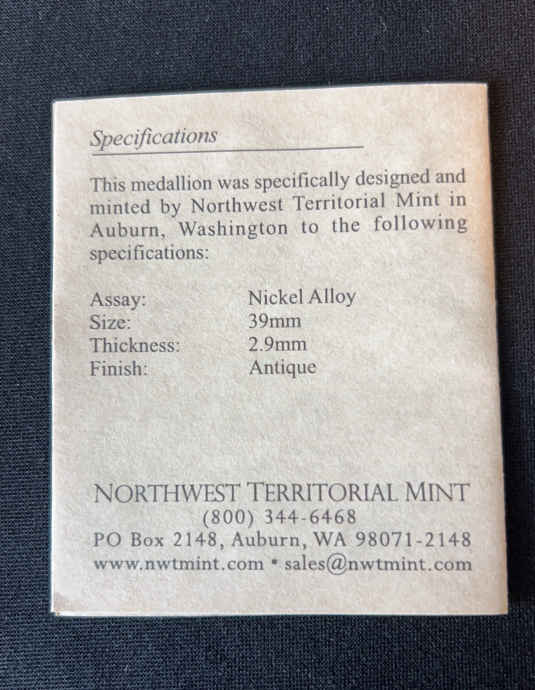 Specifications
This medallion was specifically designed and
minted by Northwest Territorial Mint in
Auburn, Washington to the following
specifications:
Assay: Nickel Alloy
Size: 39mm
Thickness: 2.9mm
Finish: Antique
NORTHWEST TERRITORIAL MINT
(800) 344-6468
PO Box 2148, Auburn, WA 98071-2148
www.nwtmint.com * sales@nwtmint.com